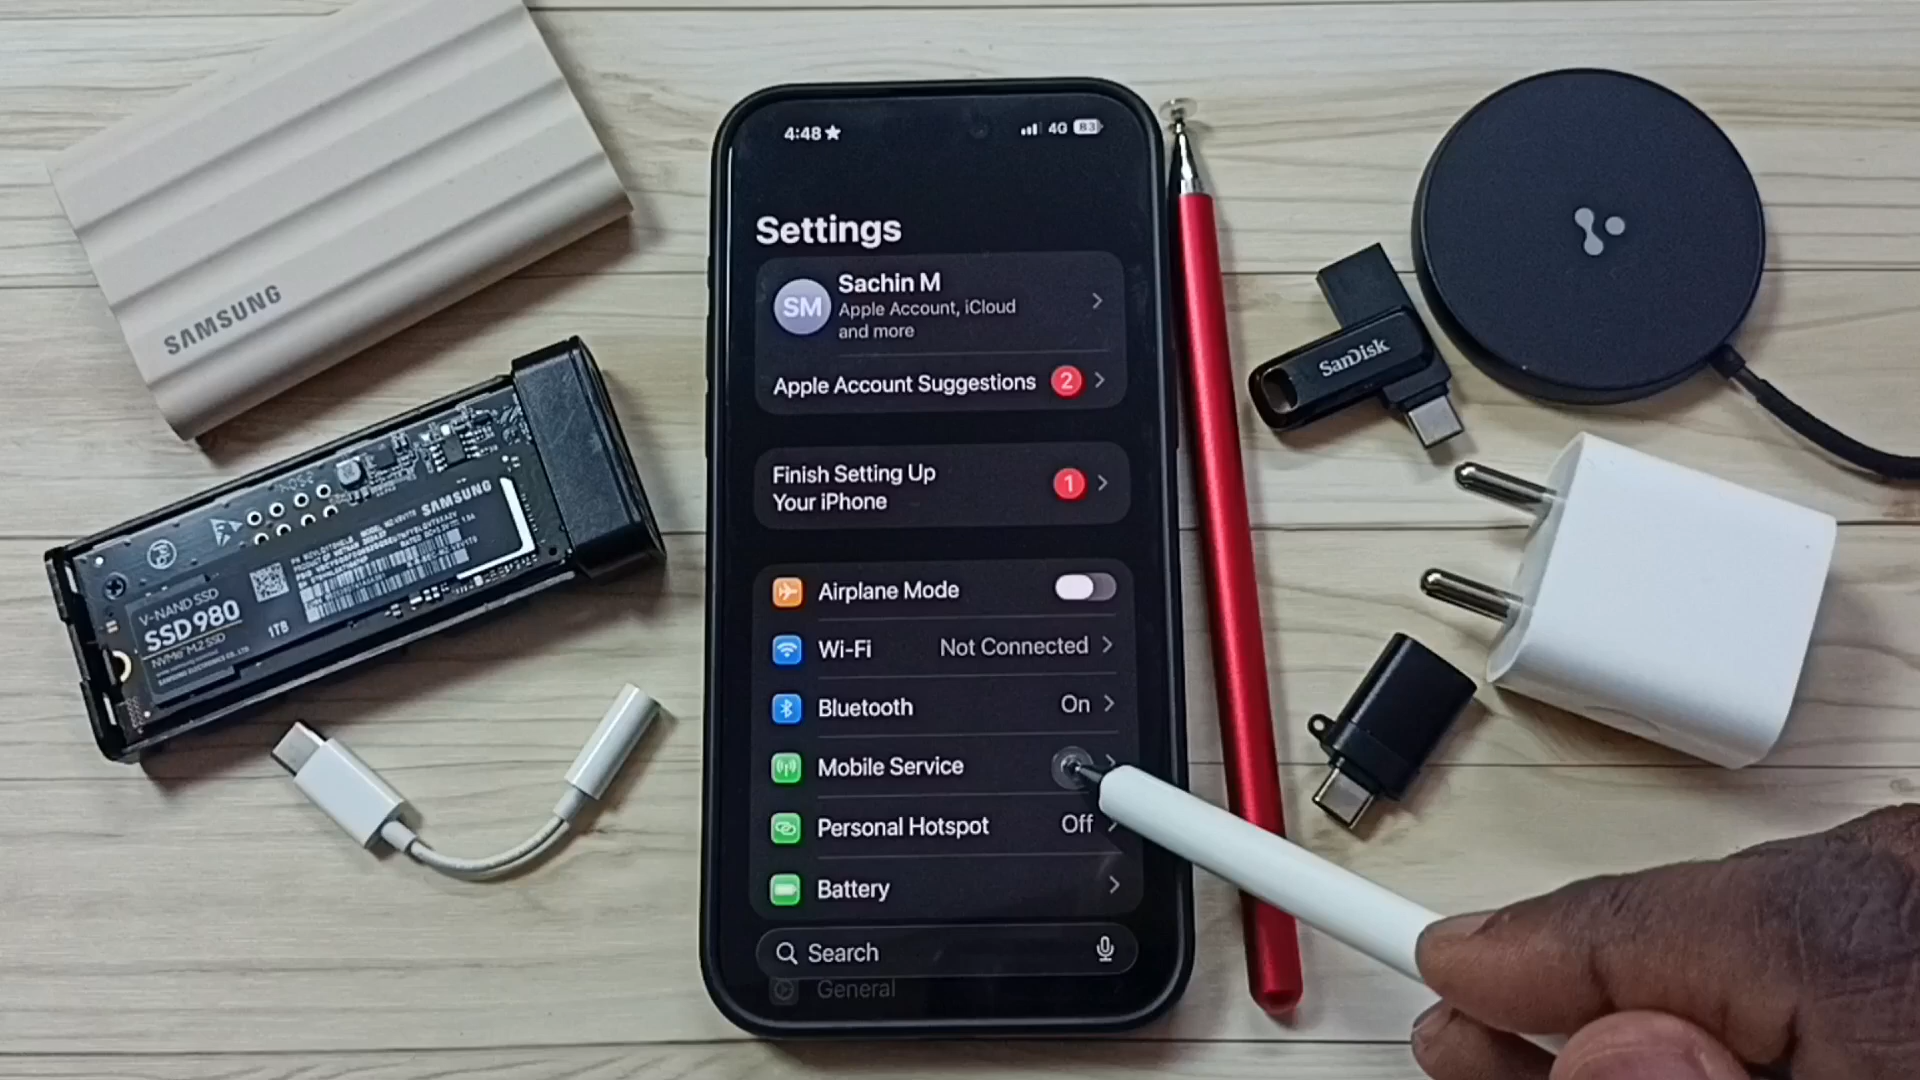 4:48
4G
83
Settings
SM
Sachin M
Apple Account, iCloud
and more
Apple Account Suggestions
2
Finish Setting Up
Your iPhone
1
Airplane Mode
Wi-Fi
Not Connected
Bluetooth
On
Mobile Service
Personal Hotspot
Off
Battery
Search
General
SAMSUNG
SAMSUNG
V-NAND SSD
SSD 980
NVMe M.2 SSD
1TB
SanDisk